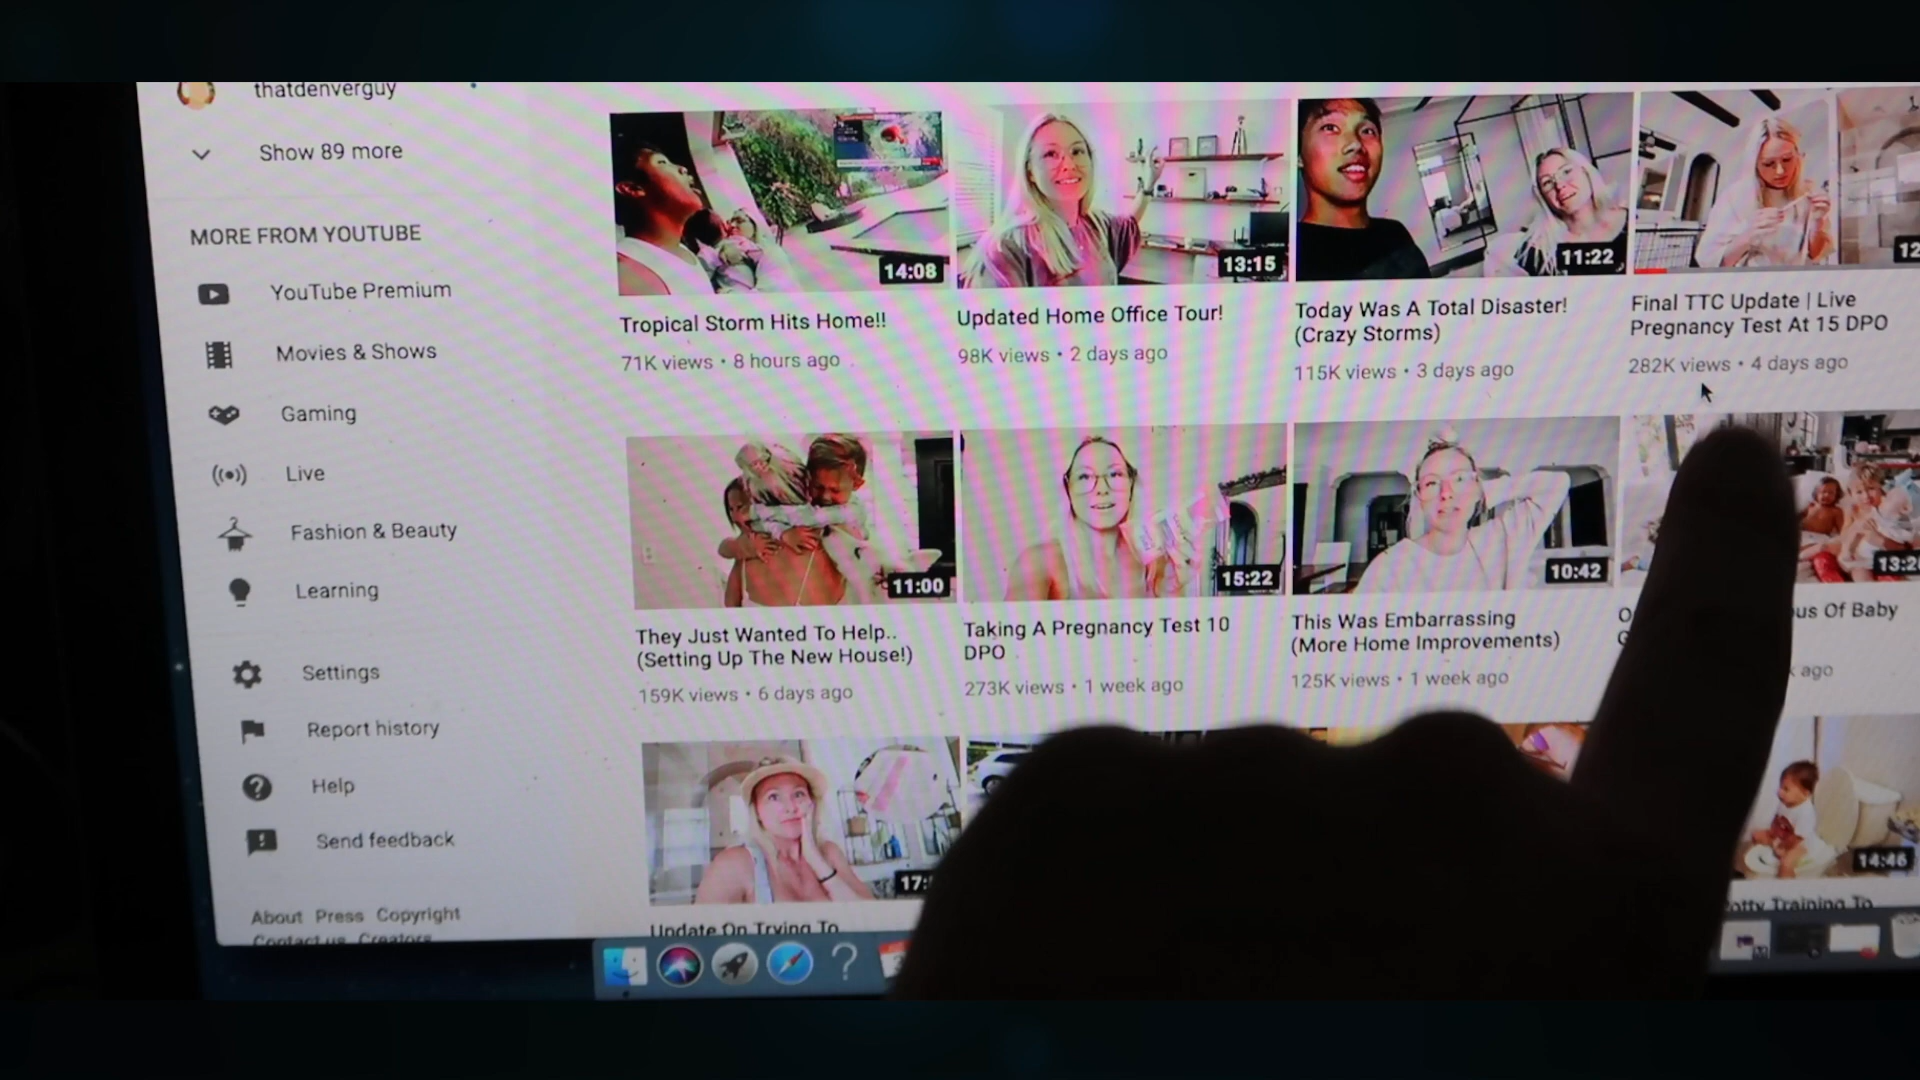 thatdenverguy
Show 89 more
MORE FROM YOUTUBE
YouTube Premium
Movies & Shows
Gaming
Live
Fashion & Beauty
Learning
Settings
Report history
Help
Send feedback
About Press Copyright
Contact us Creators
14:08
13:15
11:22
12
Tropical Storm Hits Home!!
71K views • 8 hours ago
Updated Home Office Tour!
98K views • 2 days ago
Today Was A Total Disaster!
(Crazy Storms)
115K views • 3 days ago
Final TTC Update | Live
Pregnancy Test At 15 DPO
282K views • 4 days ago
11:00
15:22
10:42
They Just Wanted To Help..
(Setting Up The New House!)
159K views • 6 days ago
Taking A Pregnancy Test 10
DPO
273K views • 1 week ago
This Was Embarrassing
(More Home Improvements)
125K views • 1 week ago
Of Baby
ago
14:46
Update On Trying To
Training To